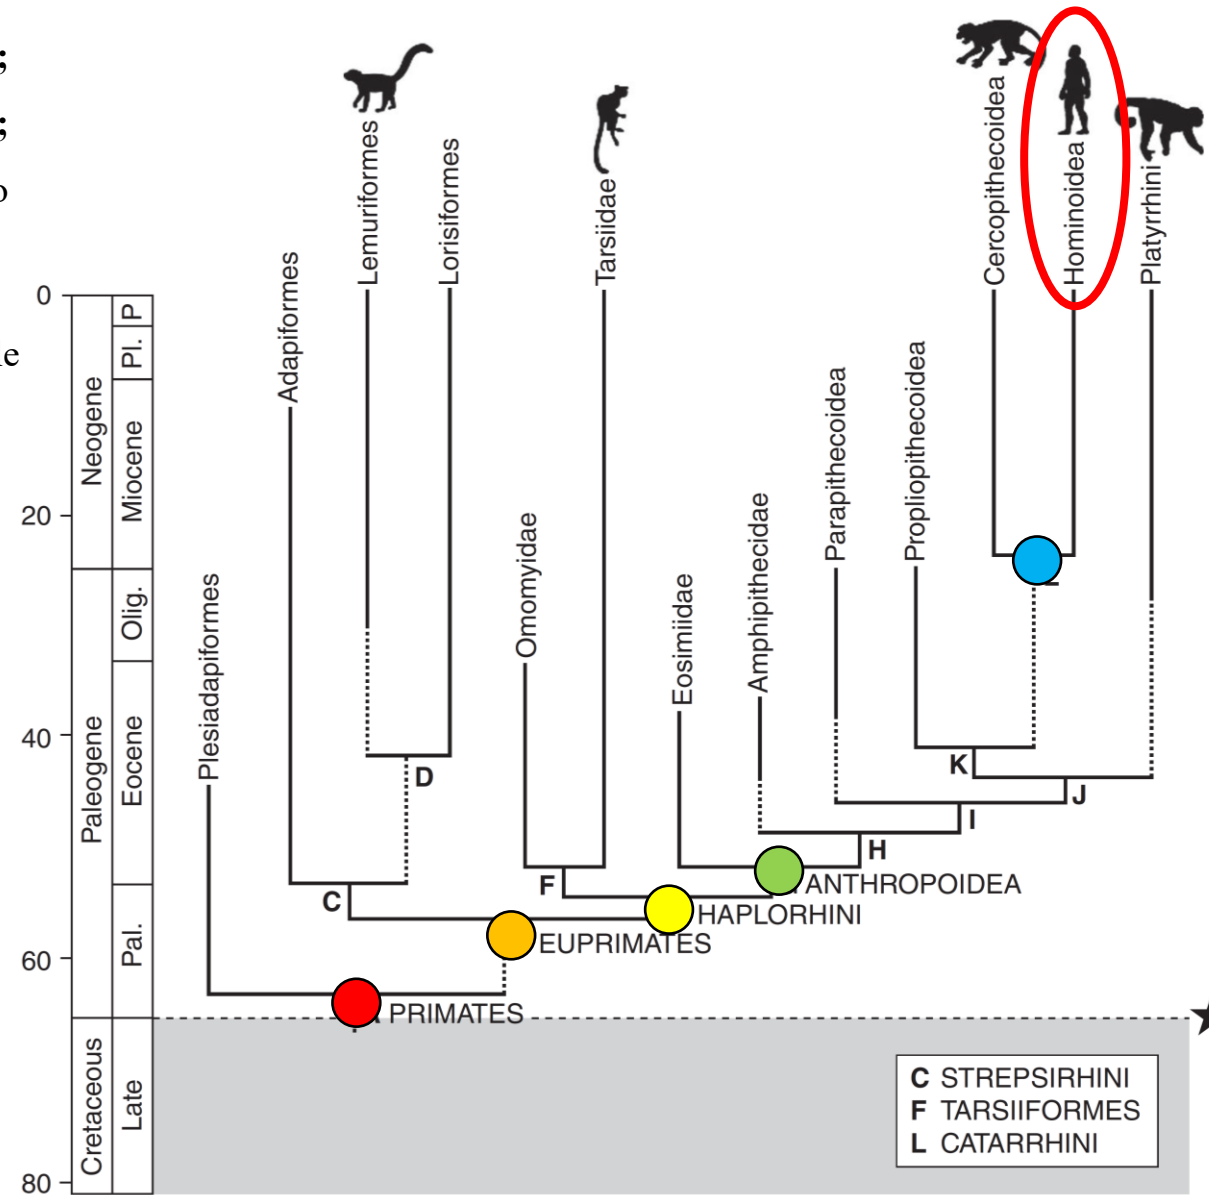 ;
;
o
le
Plesiadapiformes
Adapiformes
Lemuriformes
Lorisiformes
Omomyidae
Tarsiidae
Eosimiidae
Amphipithecidae
Parapithecoidea
Propliopithecoidea
Cercopithecoidea
Hominoidea
Platyrrhini
0
20
40
60
80
Neogene
Paleogene
Cretaceous
P
Pl.
Miocene
Olig.
Eocene
Pal.
Late
D
K
J
I
H
F
ANTHROPOIDEA
C
HAPLORHINI
EUPRIMATES
PRIMATES
C STREPSIRHINI
F TARSIIFORMES
L CATARRHINI